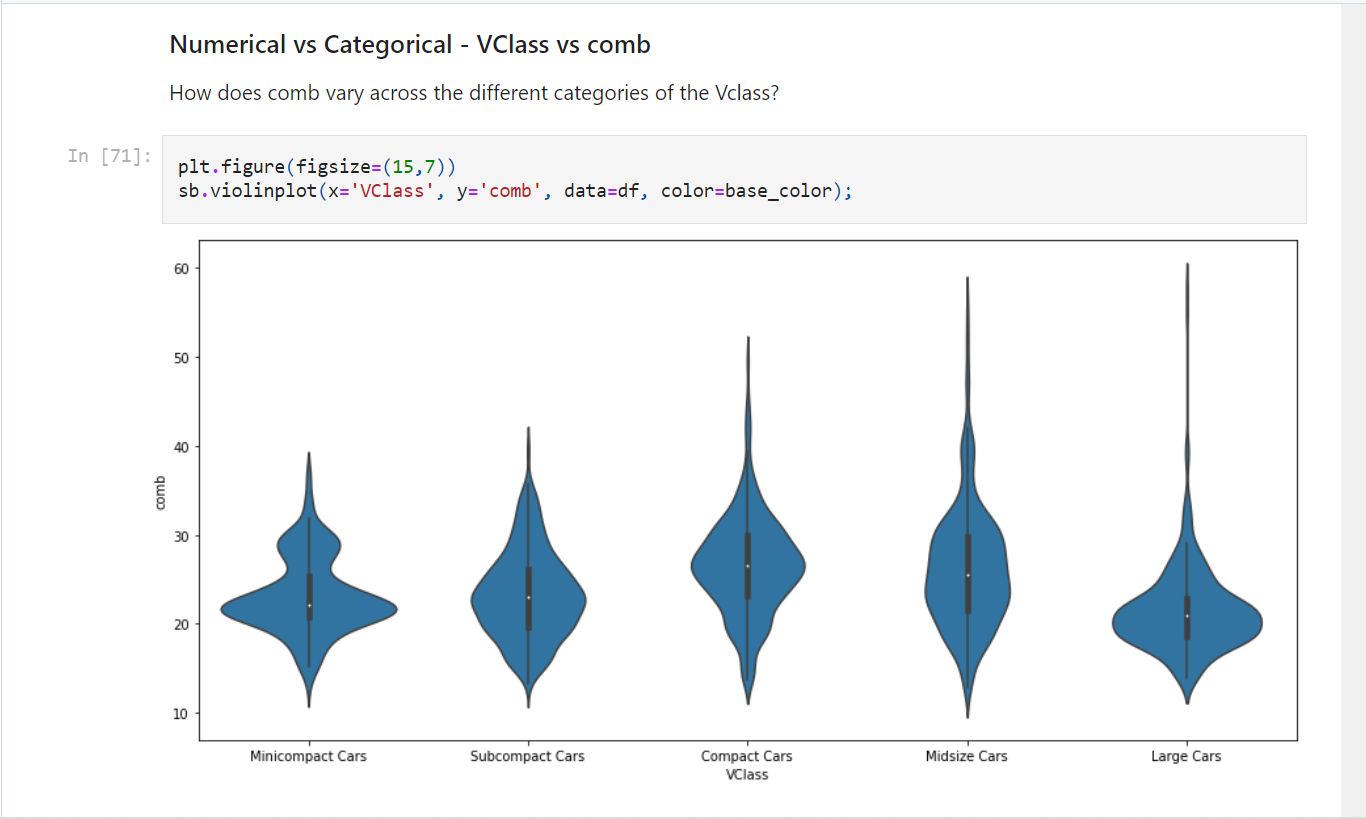 Numerical vs Categorical - VClass vs comb
How does comb vary across the different categories of the Vclass?
In [71]:
plt.figure(figsize=(15,7))
sb.violinplot(x='VClass', y='comb', data=df, color=base_color);
60
50
40
30
20
10
comb
Minicompact Cars
Subcompact Cars
Compact Cars
Midsize Cars
Large Cars
VClass